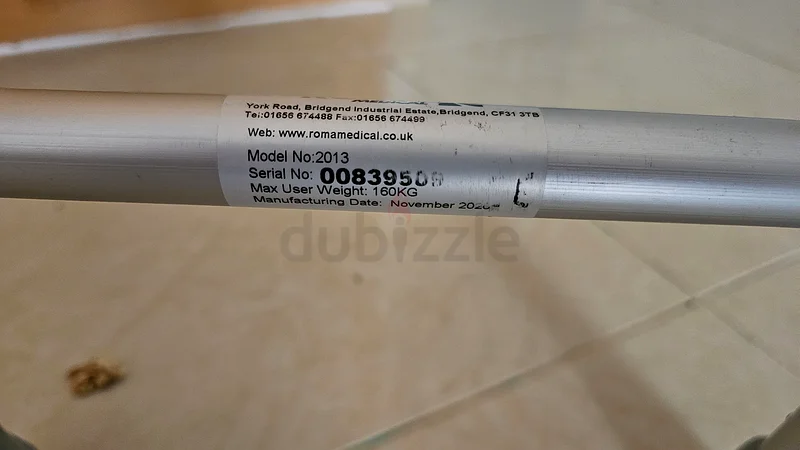 MEDICAL
York Road, Bridgend Industrial Estate,Bridgend, CF31 3TB
Tel:01656 674488 Fax:01656 674499
Web: www.romamedical.co.uk
Model No:2013
Serial No:
Max User Weight: 160KG
Manufacturing Date: November
dubizzle